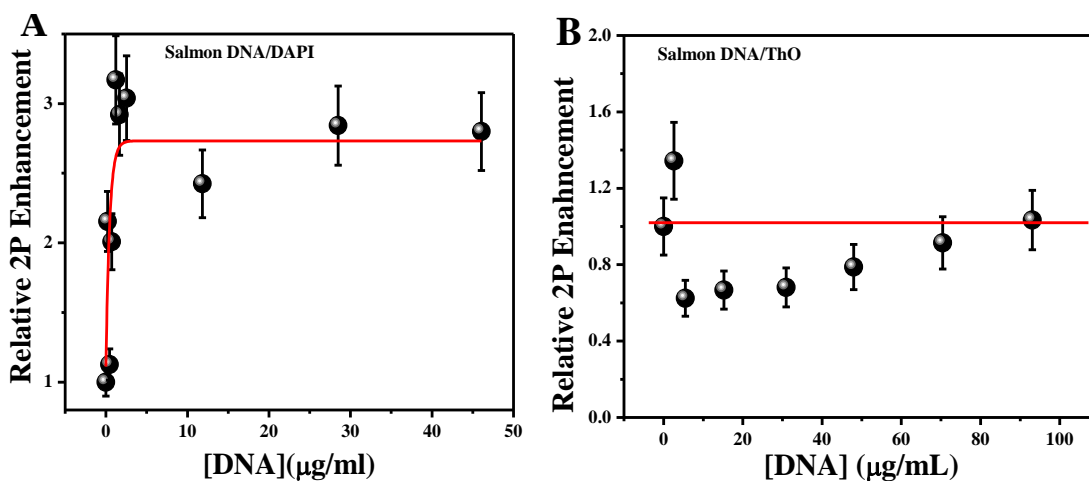 A
Salmon DNA/DAPI
Relative 2P Enhancement
3
2
1
0
10
20
30
40
50
[DNA](μg/ml)
B
Salmon DNA/ThO
Relative 2P Enahncement
2.0
1.6
1.2
0.8
0.4
0.0
0
20
40
60
80
100
[DNA] (μg/mL)